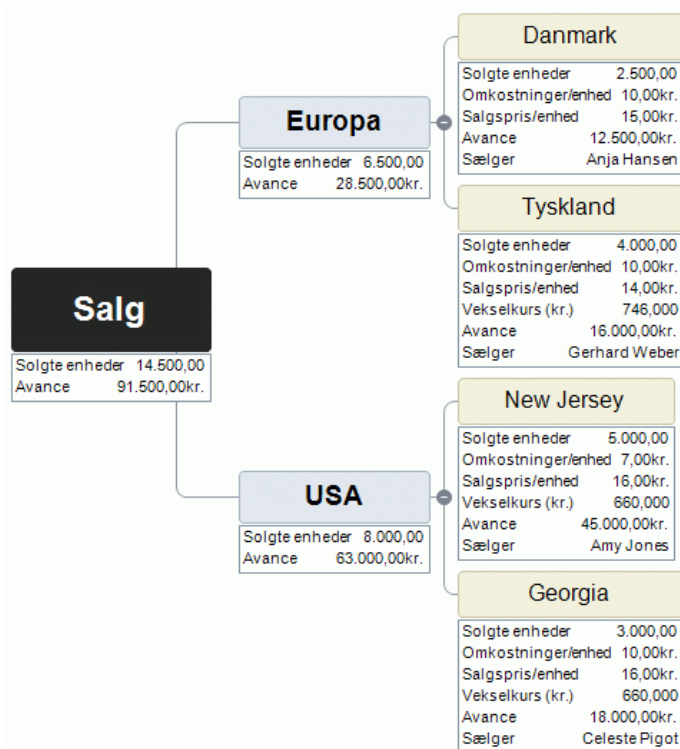 Salg
Solgte enheder 14.500,00
Avance 91.500,00kr.
Europa
Solgte enheder 6.500,00
Avance 28.500,00kr.
Danmark
Solgte enheder 2.500,00
Omkostninger/enhed 10,00kr.
Salgspris/enhed 15,00kr.
Avance 12.500,00kr.
Sælger Anja Hansen
Tyskland
Solgte enheder 4.000,00
Omkostninger/enhed 10,00kr.
Salgspris/enhed 14,00kr.
Vekselkurs (kr.) 746,000
Avance 16.000,00kr.
Sælger Gerhard Weber
USA
Solgte enheder 8.000,00
Avance 63.000,00kr.
New Jersey
Solgte enheder 5.000,00
Omkostninger/enhed 7,00kr.
Salgspris/enhed 16,00kr.
Vekselkurs (kr.) 660,000
Avance 45.000,00kr.
Sælger Amy Jones
Georgia
Solgte enheder 3.000,00
Omkostninger/enhed 10,00kr.
Salgspris/enhed 16,00kr.
Vekselkurs (kr.) 660,000
Avance 18.000,00kr.
Sælger Celeste Pigot